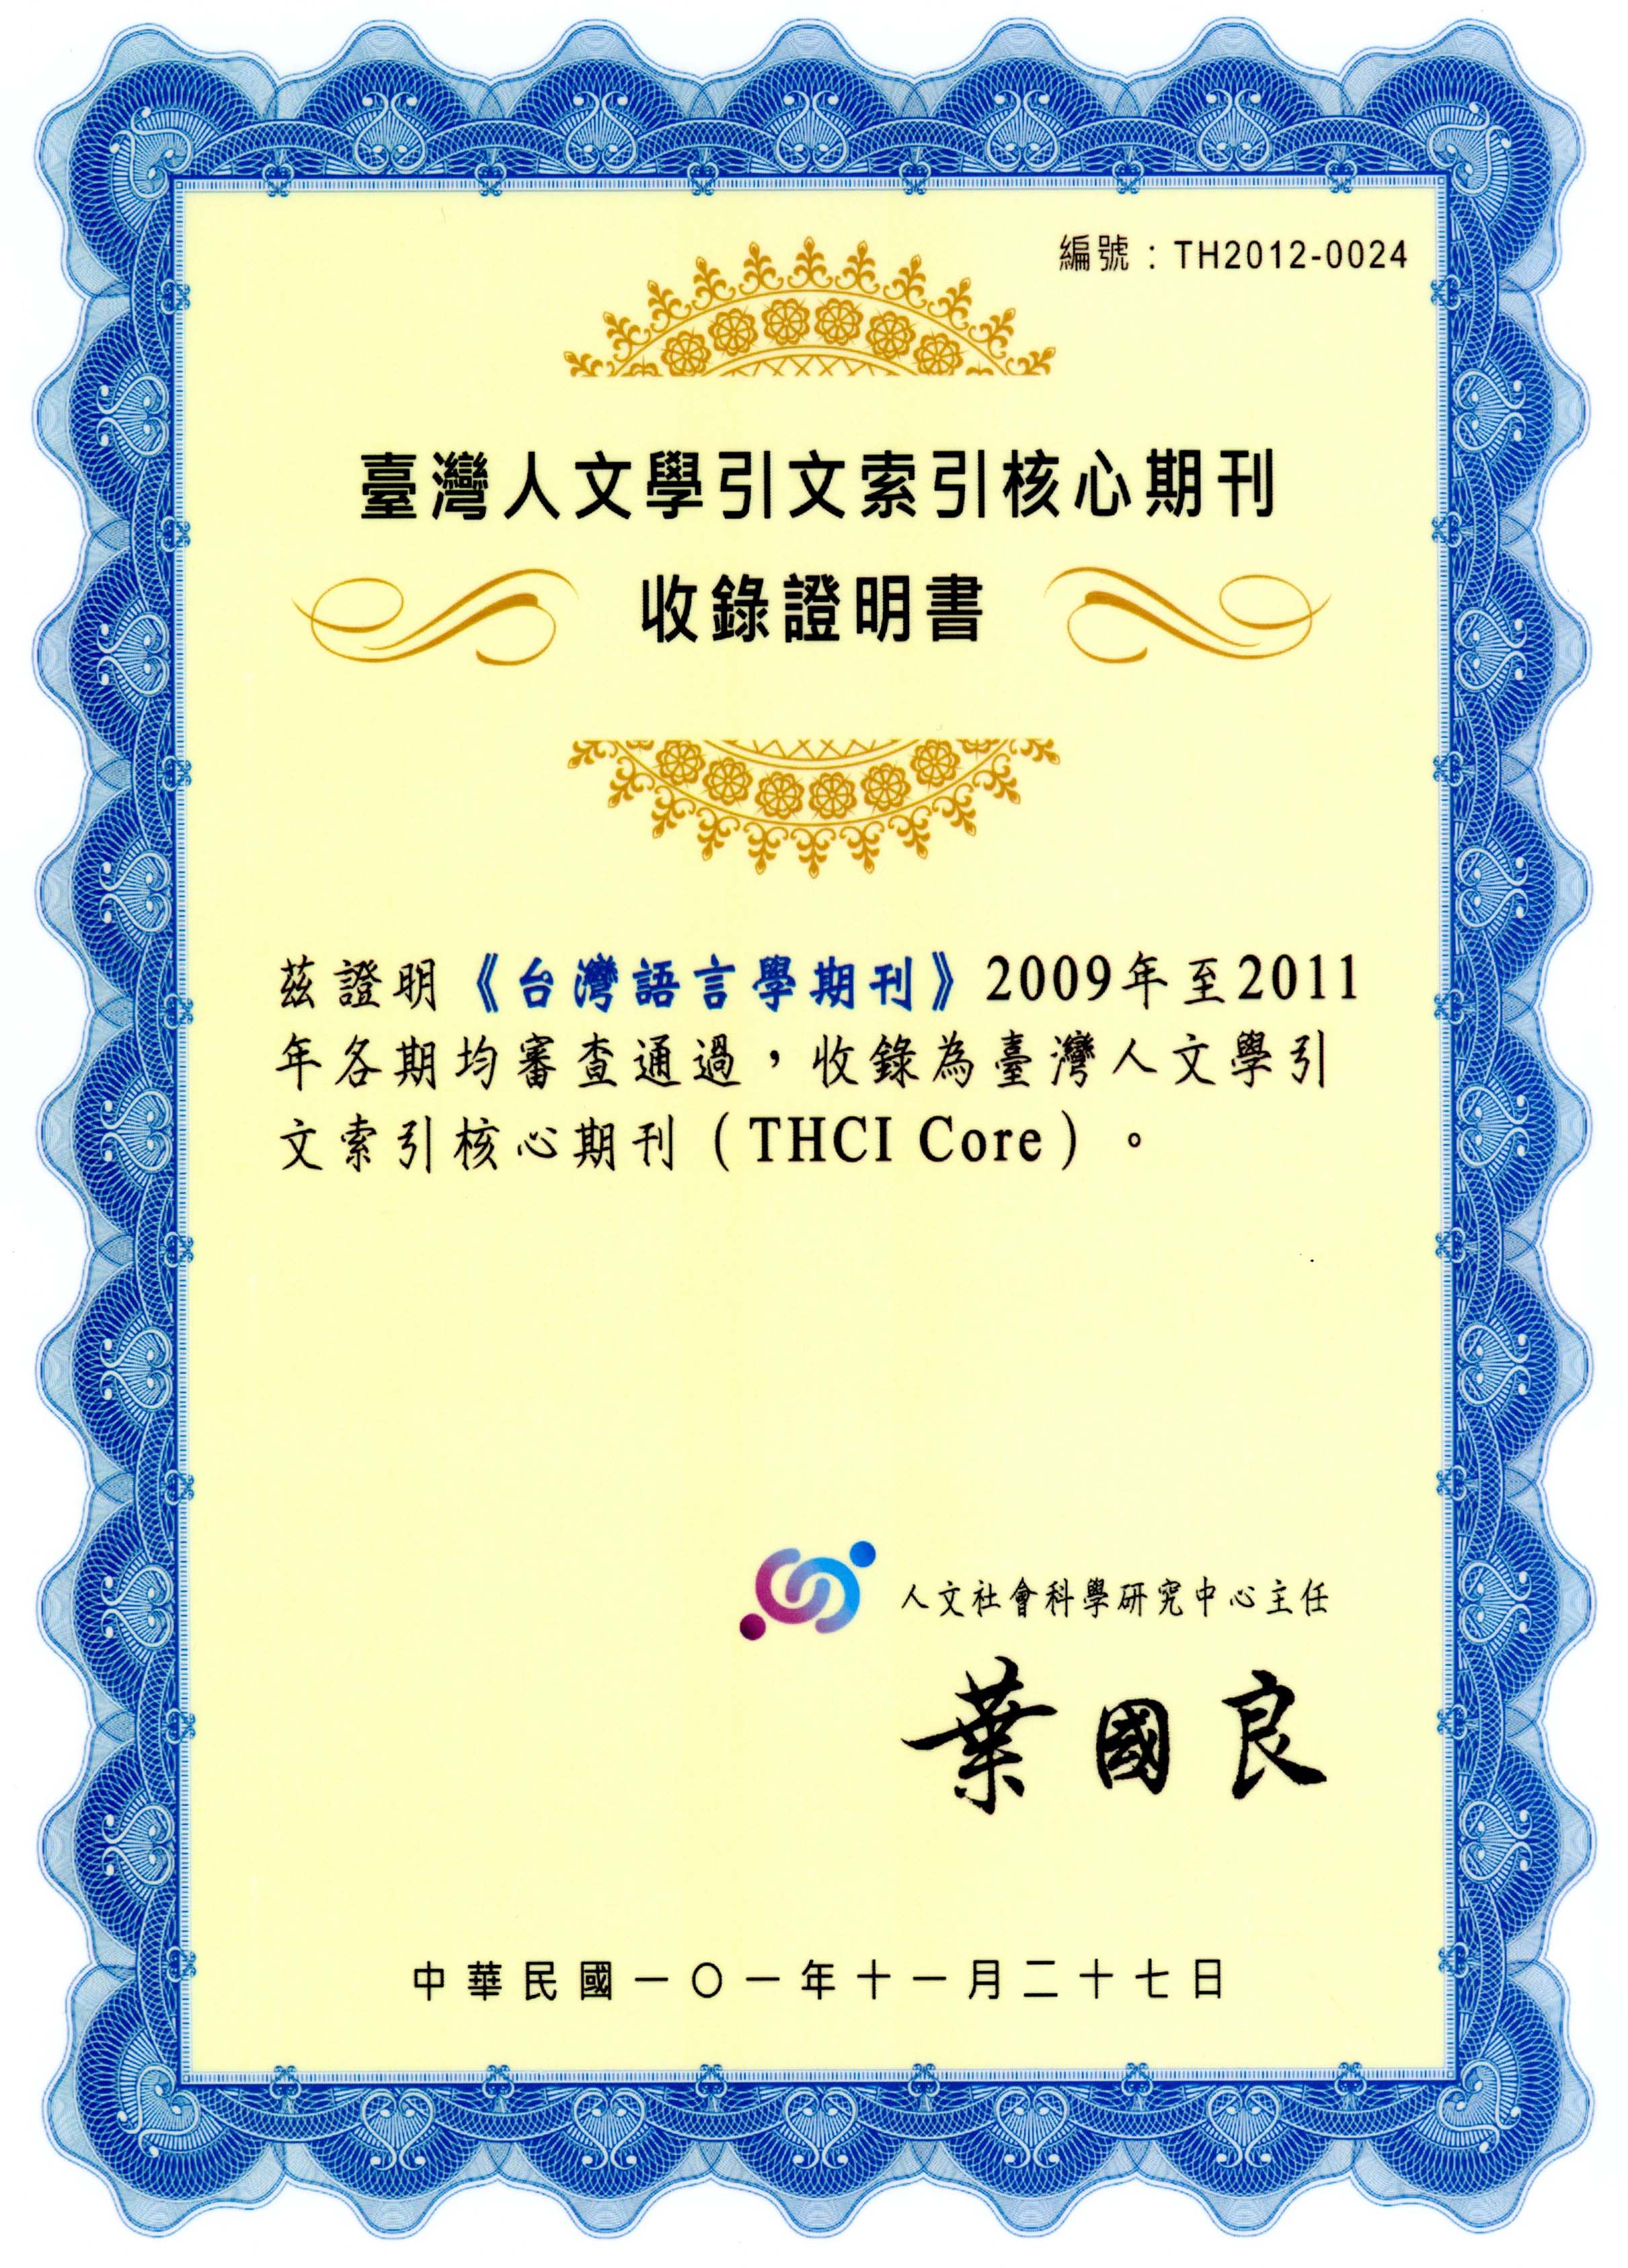 編號：TH2012-0024
臺灣人文學引文索引核心期刊
收錄證明書
茲證明《台灣語言學期刊》2009年至2011
年各期均審查通過，收錄為臺灣人文學引
文索引核心期刊（THCI Core）。
人文社會科學研究中心主任
葉國良
中華民國一〇一年十一月二十七日